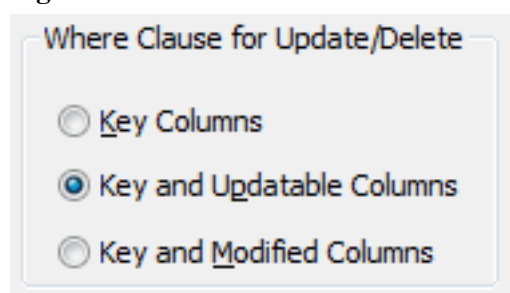 Where Clause for Update/Delete
Key Columns
Key and Updatable Columns
Key and Modified Columns